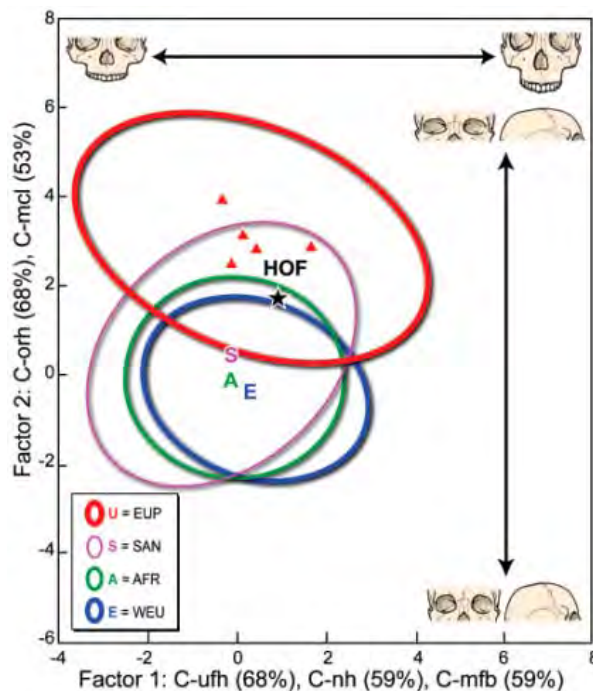 8
6
4
2
0
-2
-4
-6
Factor 2: C-orh (68%), C-mcl (53%)
HOF
S
A
E
U = EUP
S = SAN
A = AFR
E = WEU
-4
-2
0
2
4
6
8
Factor 1: C-ufh (68%), C-nh (59%), C-mfb (59%)